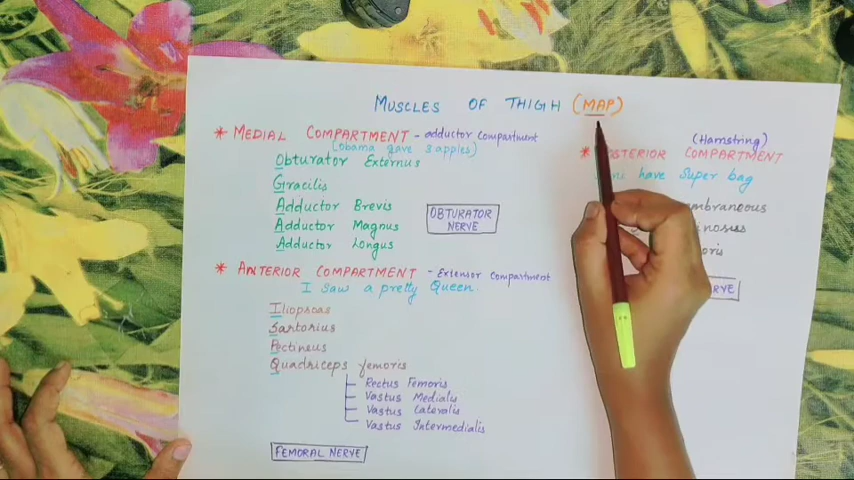 MUSCLES OF THIGH (MAP)
* MEDIAL COMPARTMENT - adductor compartment
(Obama gave 3 apples)
Obturator Externus
Gracilis
Adductor Brevis
Adductor Magnus
Adductor Longus
OBTURATOR
NERVE
* ANTERIOR COMPARTMENT - Extensor compartment
I saw a pretty Queen.
Iliopsoas
Sartorius
Pectineus
Quadriceps femoris
Rectus Femoris
Vastus Medialis
Vastus Lateralis
Vastus Intermedialis
FEMORAL NERVE
(Hamstring)
* COMPARTMENT
have Super bag